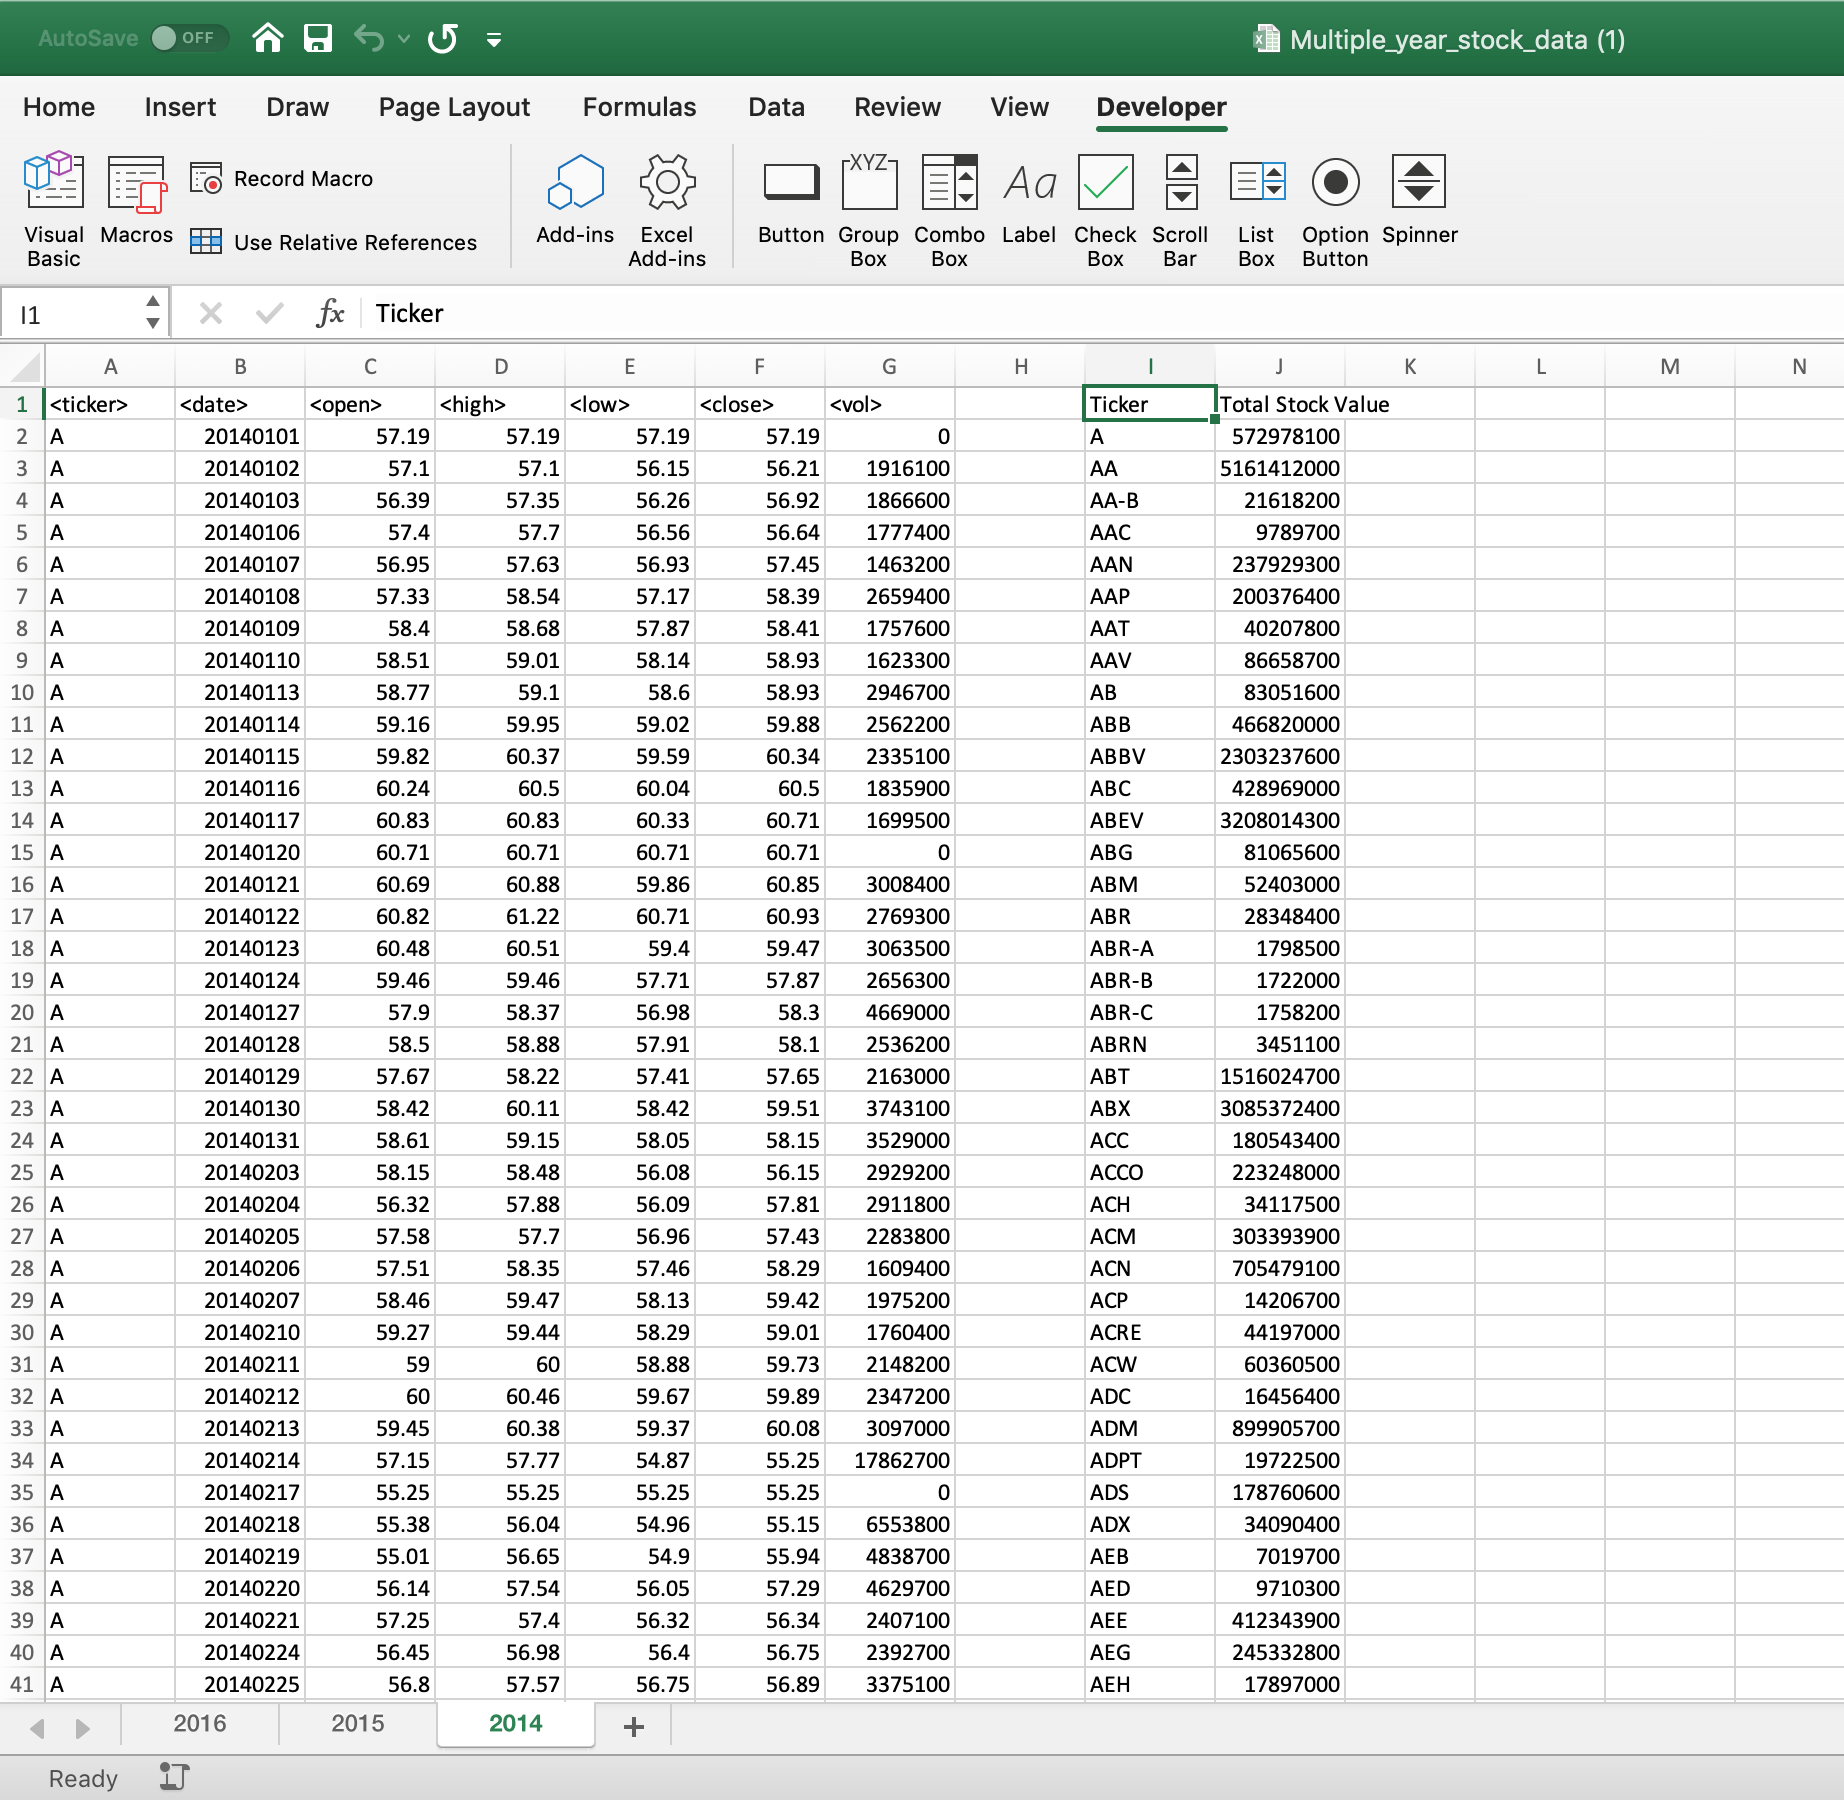 AutoSave OFF Multiple_year_stock_data (1)
Home Insert Draw Page Layout Formulas Data Review View Developer
Visual Basic Macros Record Macro Use Relative References Add-ins Excel Add-ins Button XYZ Group Box Combo Box Aa Label Check Box Scroll Bar List Box Option Button Spinner
I1 fx Ticker
A B C D E F G H I J K L M N
1 <ticker> <date> <open> <high> <low> <close> <vol> Ticker Total Stock Value
2 A 20140101 57.19 57.19 57.19 57.19 0 A 572978100
3 A 20140102 57.1 57.1 56.15 56.21 1916100 AA 5161412000
4 A 20140103 56.39 57.35 56.26 56.92 1866600 AA-B 21618200
5 A 20140106 57.4 57.7 56.56 56.64 1777400 AAC 9789700
6 A 20140107 56.95 57.63 56.93 57.45 1463200 AAN 237929300
7 A 20140108 57.33 58.54 57.17 58.39 2659400 AAP 200376400
8 A 20140109 58.4 58.68 57.87 58.41 1757600 AAT 40207800
9 A 20140110 58.51 59.01 58.14 58.93 1623300 AAV 86658700
10 A 20140113 58.77 59.1 58.6 58.93 2946700 AB 83051600
11 A 20140114 59.16 59.95 59.02 59.88 2562200 ABB 466820000
12 A 20140115 59.82 60.37 59.59 60.34 2335100 ABBV 2303237600
13 A 20140116 60.24 60.5 60.04 60.5 1835900 ABC 428969000
14 A 20140117 60.83 60.83 60.33 60.71 1699500 ABEV 3208014300
15 A 20140120 60.71 60.71 60.71 60.71 0 ABG 81065600
16 A 20140121 60.69 60.88 59.86 60.85 3008400 ABM 52403000
17 A 20140122 60.82 61.22 60.71 60.93 2769300 ABR 28348400
18 A 20140123 60.48 60.51 59.4 59.47 3063500 ABR-A 1798500
19 A 20140124 59.46 59.46 57.71 57.87 2656300 ABR-B 1722000
20 A 20140127 57.9 58.37 56.98 58.3 4669000 ABR-C 1758200
21 A 20140128 58.5 58.88 57.91 58.1 2536200 ABRN 3451100
22 A 20140129 57.67 58.22 57.41 57.65 2163000 ABT 1516024700
23 A 20140130 58.42 60.11 58.42 59.51 3743100 ABX 3085372400
24 A 20140131 58.61 59.15 58.05 58.15 3529000 ACC 180543400
25 A 20140203 58.15 58.48 56.08 56.15 2929200 ACCO 223248000
26 A 20140204 56.32 57.88 56.09 57.81 2911800 ACH 34117500
27 A 20140205 57.58 57.7 56.96 57.43 2283800 ACM 303393900
28 A 20140206 57.51 58.35 57.46 58.29 1609400 ACN 705479100
29 A 20140207 58.46 59.47 58.13 59.42 1975200 ACP 14206700
30 A 20140210 59.27 59.44 58.29 59.01 1760400 ACRE 44197000
31 A 20140211 59 60 58.88 59.73 2148200 ACW 60360500
32 A 20140212 60 60.46 59.67 59.89 2347200 ADC 16456400
33 A 20140213 59.45 60.38 59.37 60.08 3097000 ADM 899905700
34 A 20140214 57.15 57.77 54.87 55.25 17862700 ADPT 19722500
35 A 20140217 55.25 55.25 55.25 55.25 0 ADS 178760600
36 A 20140218 55.38 56.04 54.96 55.15 6553800 ADX 34090400
37 A 20140219 55.01 56.65 54.9 55.94 4838700 AEB 7019700
38 A 20140220 56.14 57.54 56.05 57.29 4629700 AED 9710300
39 A 20140221 57.25 57.4 56.32 56.34 2407100 AEE 412343900
40 A 20140224 56.45 56.98 56.4 56.75 2392700 AEG 245332800
41 A 20140225 56.8 57.57 56.75 56.89 3375100 AEH 17897000
2016 2015 2014 +
Ready